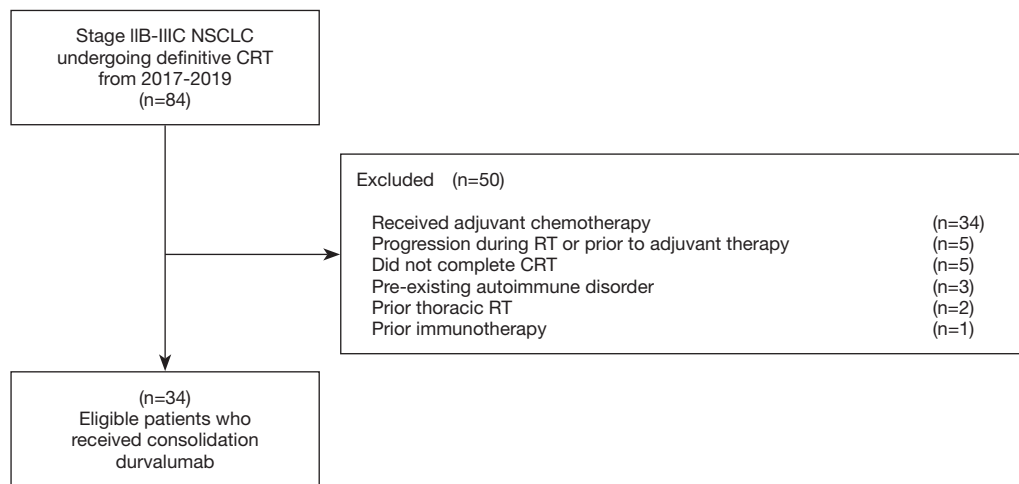 Stage IIB-IIIC NSCLC
undergoing definitive CRT
from 2017-2019
(n=84)
Excluded (n=50)
Received adjuvant chemotherapy (n=34)
Progression during RT or prior to adjuvant therapy (n=5)
Did not complete CRT (n=5)
Pre-existing autoimmune disorder (n=3)
Prior thoracic RT (n=2)
Prior immunotherapy (n=1)
(n=34)
Eligible patients who
received consolidation
durvalumab